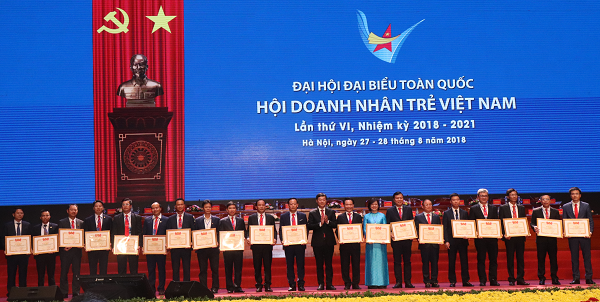 ĐẠI HỘI ĐẠI BIỂU TOÀN QUỐC
HỘI DOANH NHÂN TRẺ VIỆT NAM
Lần thứ VI, Nhiệm kỳ 2018 - 2021
Hà Nội, ngày 27 - 28 tháng 8 năm 2018